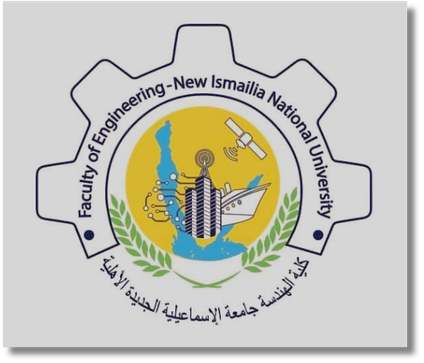 Faculty of Engineering-New Ismailia National University
كلية الهندسة جامعة الإسماعيلية الجديدة الأهلية